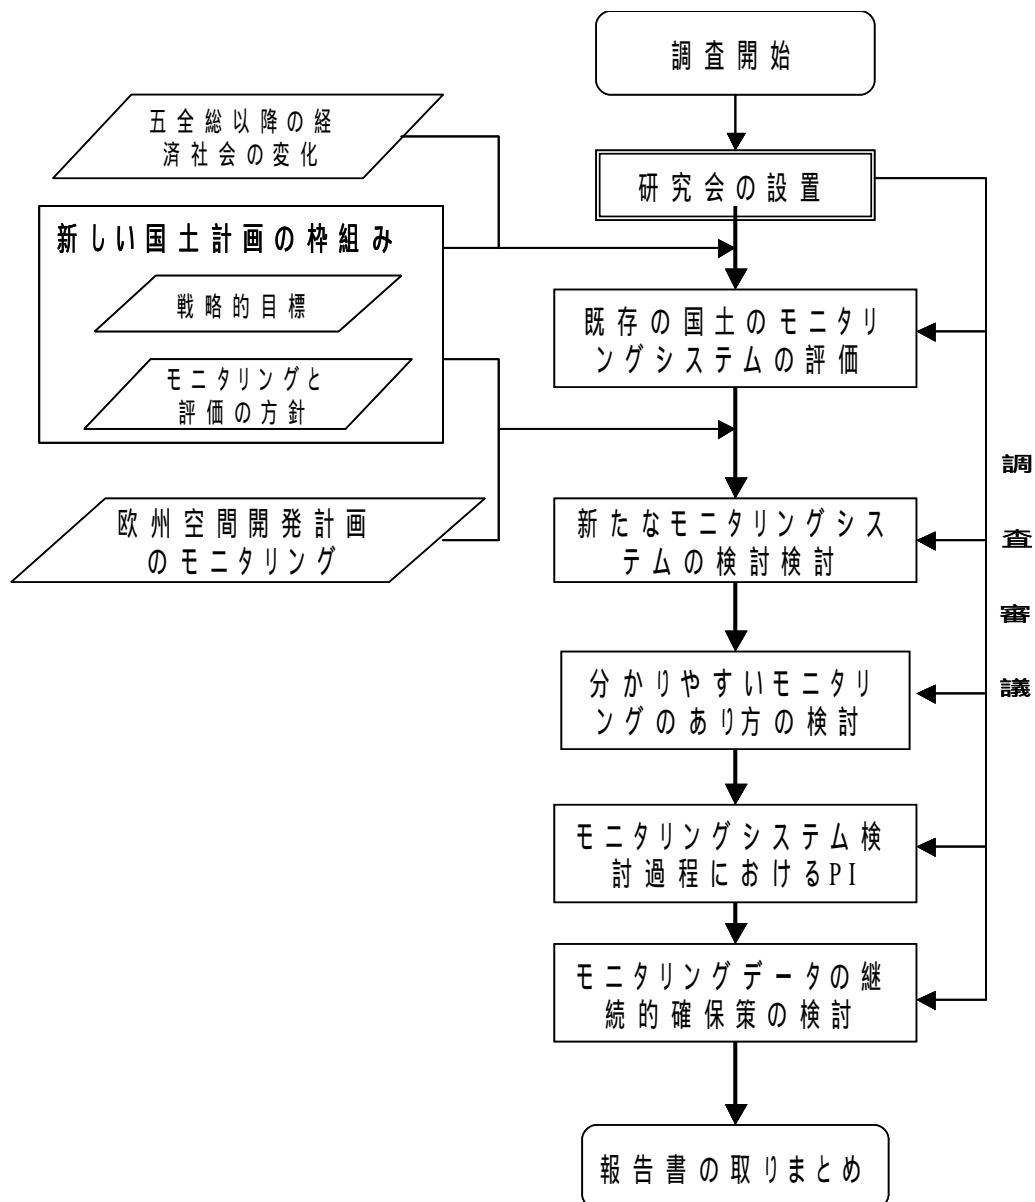 調査開始
五全総以降の経
済社会の変化
研究会の設置
新しい国土計画の枠組み
戦略的目標
既存の国土のモニタリ
ングシステムの評価
モニタリングと
評価の方針
欧州空間開発計画
のモニタリング
新たなモニタリングシス
テムの検討検討
分かりやすいモニタリ
ングのあり方の検討
モニタリングシステム検
討過程におけるPI
モニタリングデータの継
続的確保策の検討
報告書の取りまとめ
調査審議